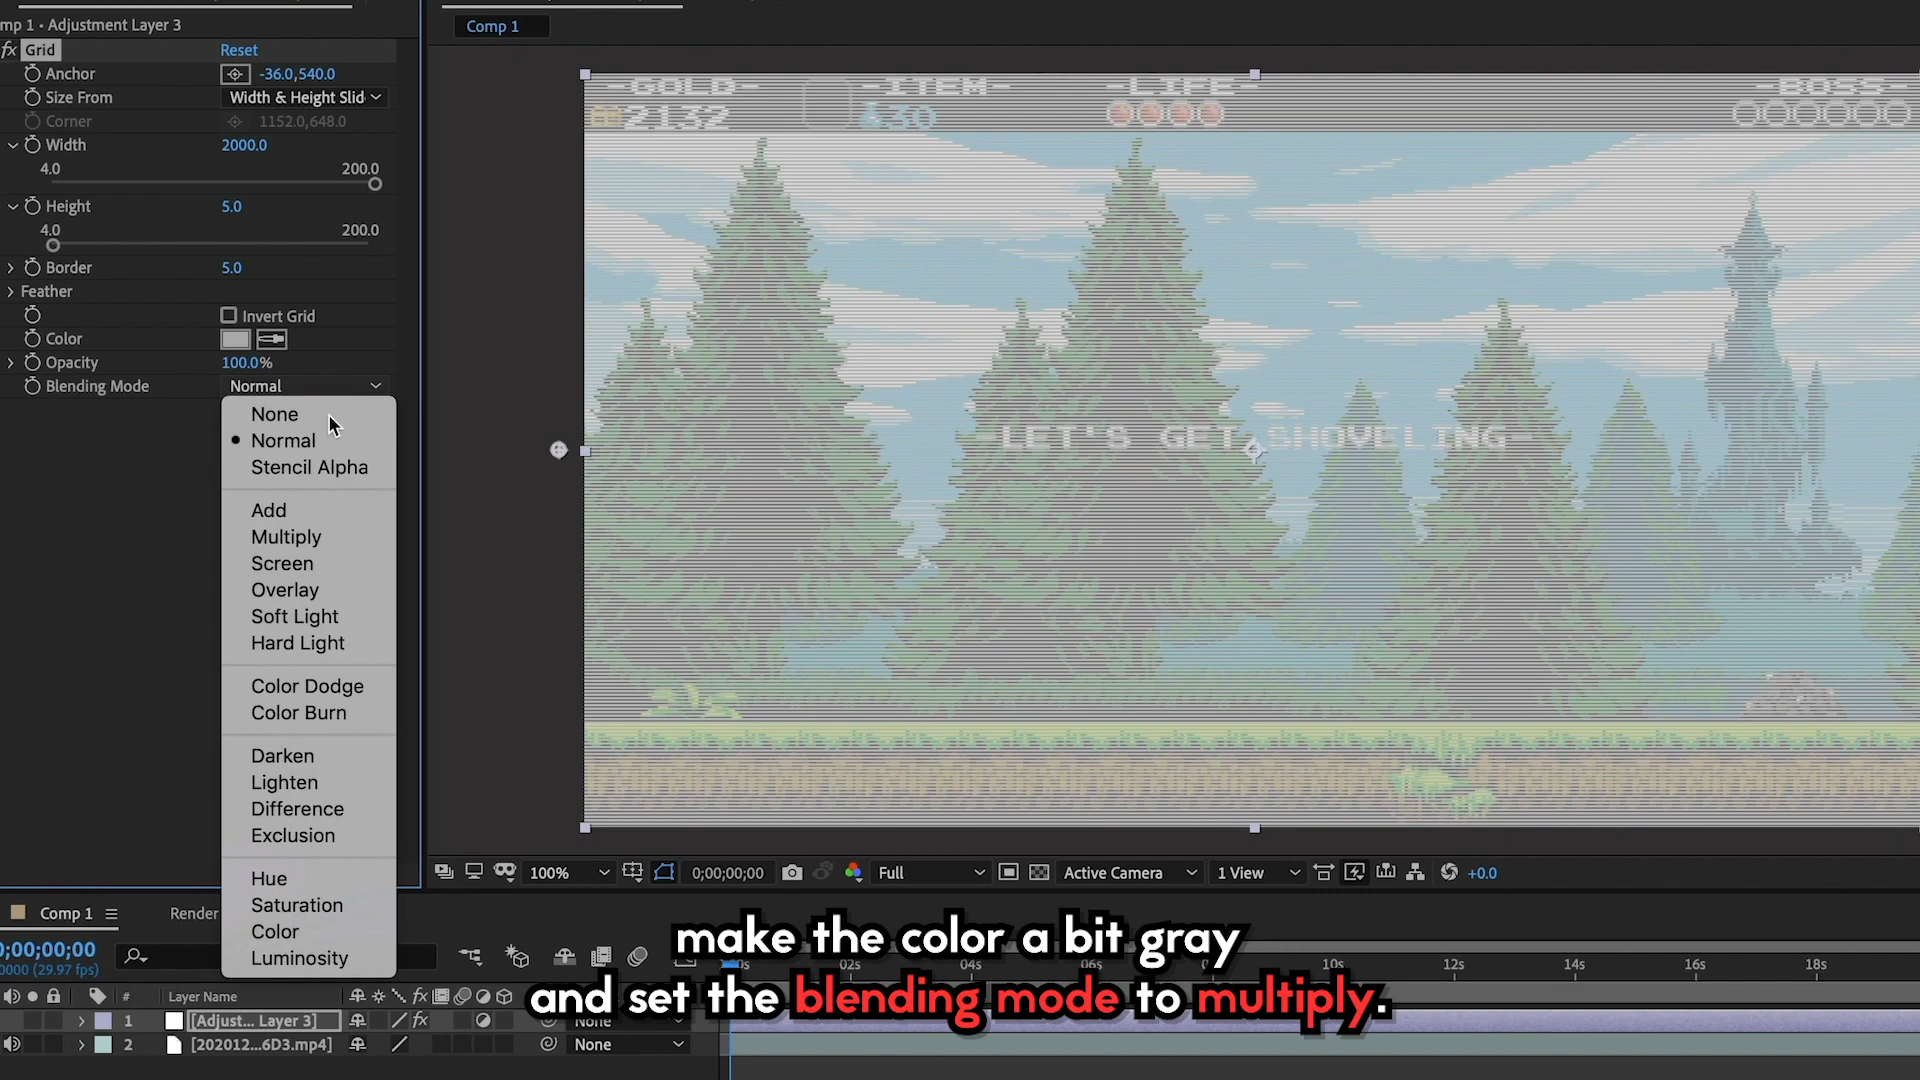 mp 1 • Adjustment Layer 3
fx Grid Reset
Anchor -36.0,540.0
Size From Width & Height Slid
Corner 1152.0,648.0
Width 2000.0
4.0 200.0
Height 5.0
4.0 200.0
Border 5.0
Feather
Invert Grid
Color
Opacity 100.0%
Blending Mode Normal
None
Normal
Stencil Alpha
Add
Multiply
Screen
Overlay
Soft Light
Hard Light
Color Dodge
Color Burn
Darken
Lighten
Difference
Exclusion
Hue
Saturation
Color
Luminosity
Comp 1
-GOLD- -ITEM- -LIFE- -BOSS-
2132 630
-LET'S GET SHOVELING-
100% 0;00;00;00 Full Active Camera 1 View +0.0
Comp 1 Render
0;00;00;00
0000 (29.97 fps)
02s 04s 06s 10s 12s 14s 16s 18s
# Layer Name fx
1 [Adjust... Layer 3] fx None
2 [202012...6D3.mp4] None
make the color a bit gray
and set the blending mode to multiply.